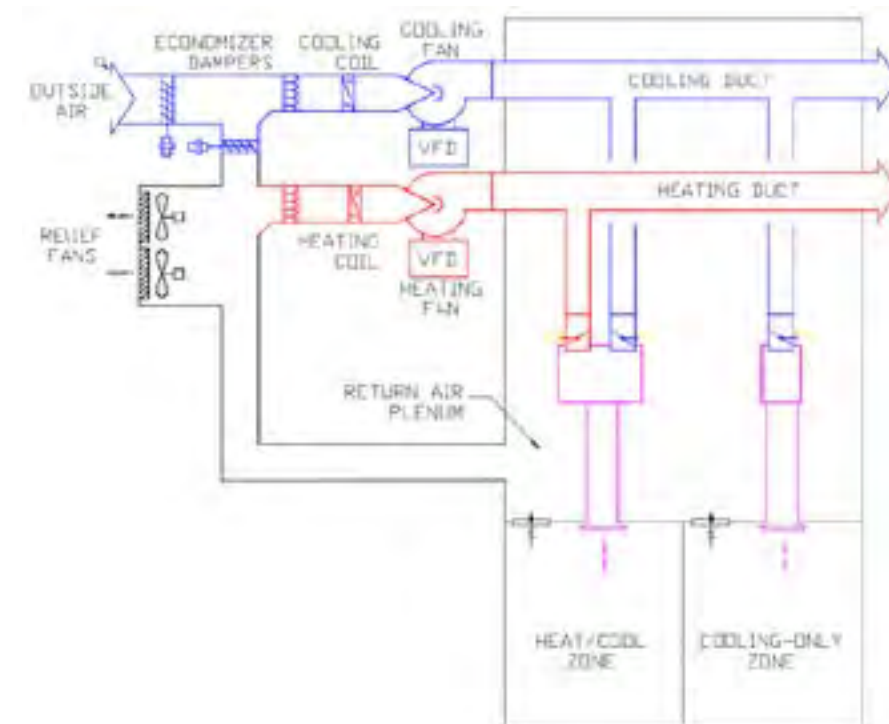 ECONOMIZER
DAMPERS
COOLING
COIL
COOLING
FAN
OUTSIDE
AIR
COOLING DUCT
VFD
HEATING DUCT
RELIEF
FANS
HEATING
COIL
VFD
HEATING
FAN
RETURN AIR
PLENUM
HEAT/COOL
ZONE
COOLING-ONLY
ZONE